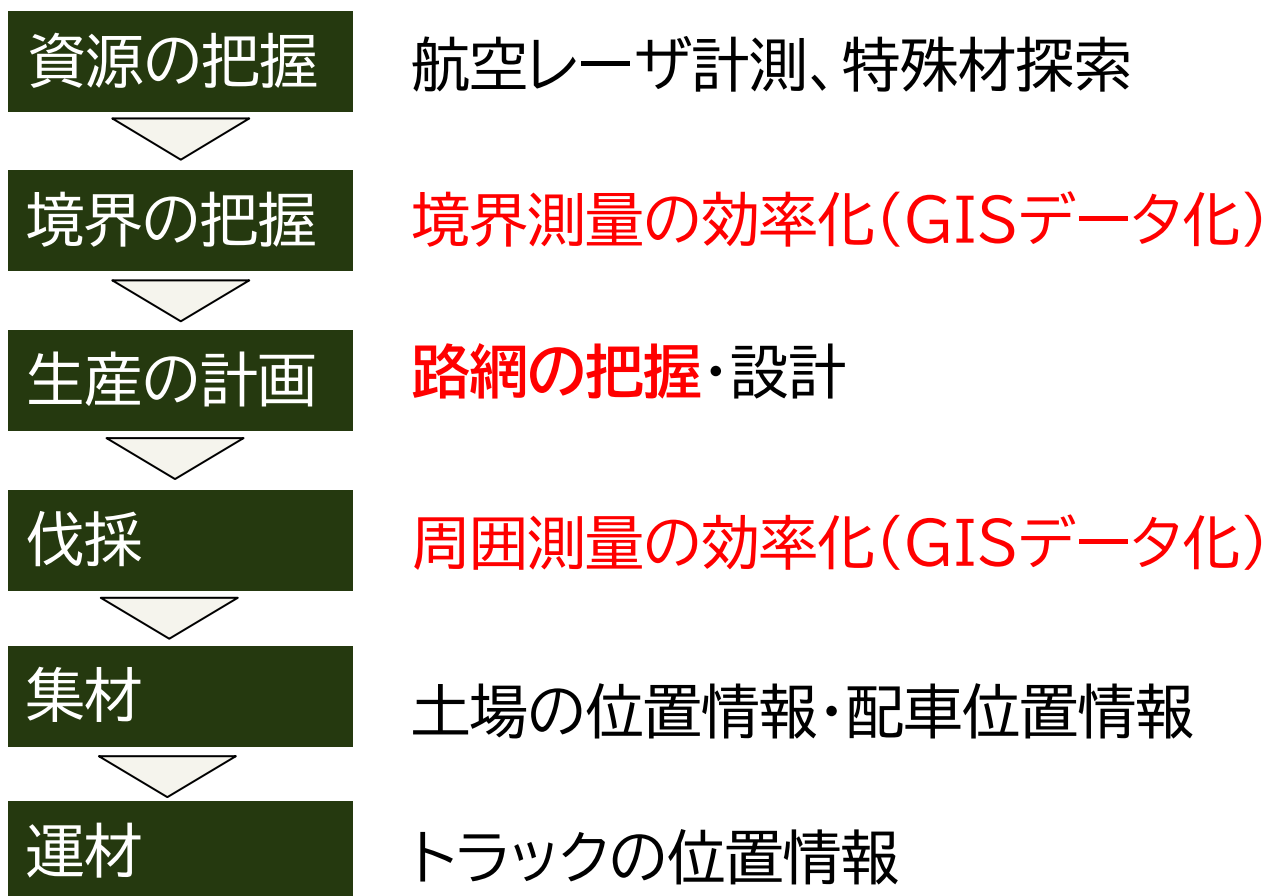 資源の把握
航空レーザ計測、特殊材探索
境界の把握
境界測量の効率化(GISデータ化)
生産の計画
路網の把握・設計
伐採
周囲測量の効率化(GISデータ化)
集材
土場の位置情報・配車位置情報
運材
トラックの位置情報